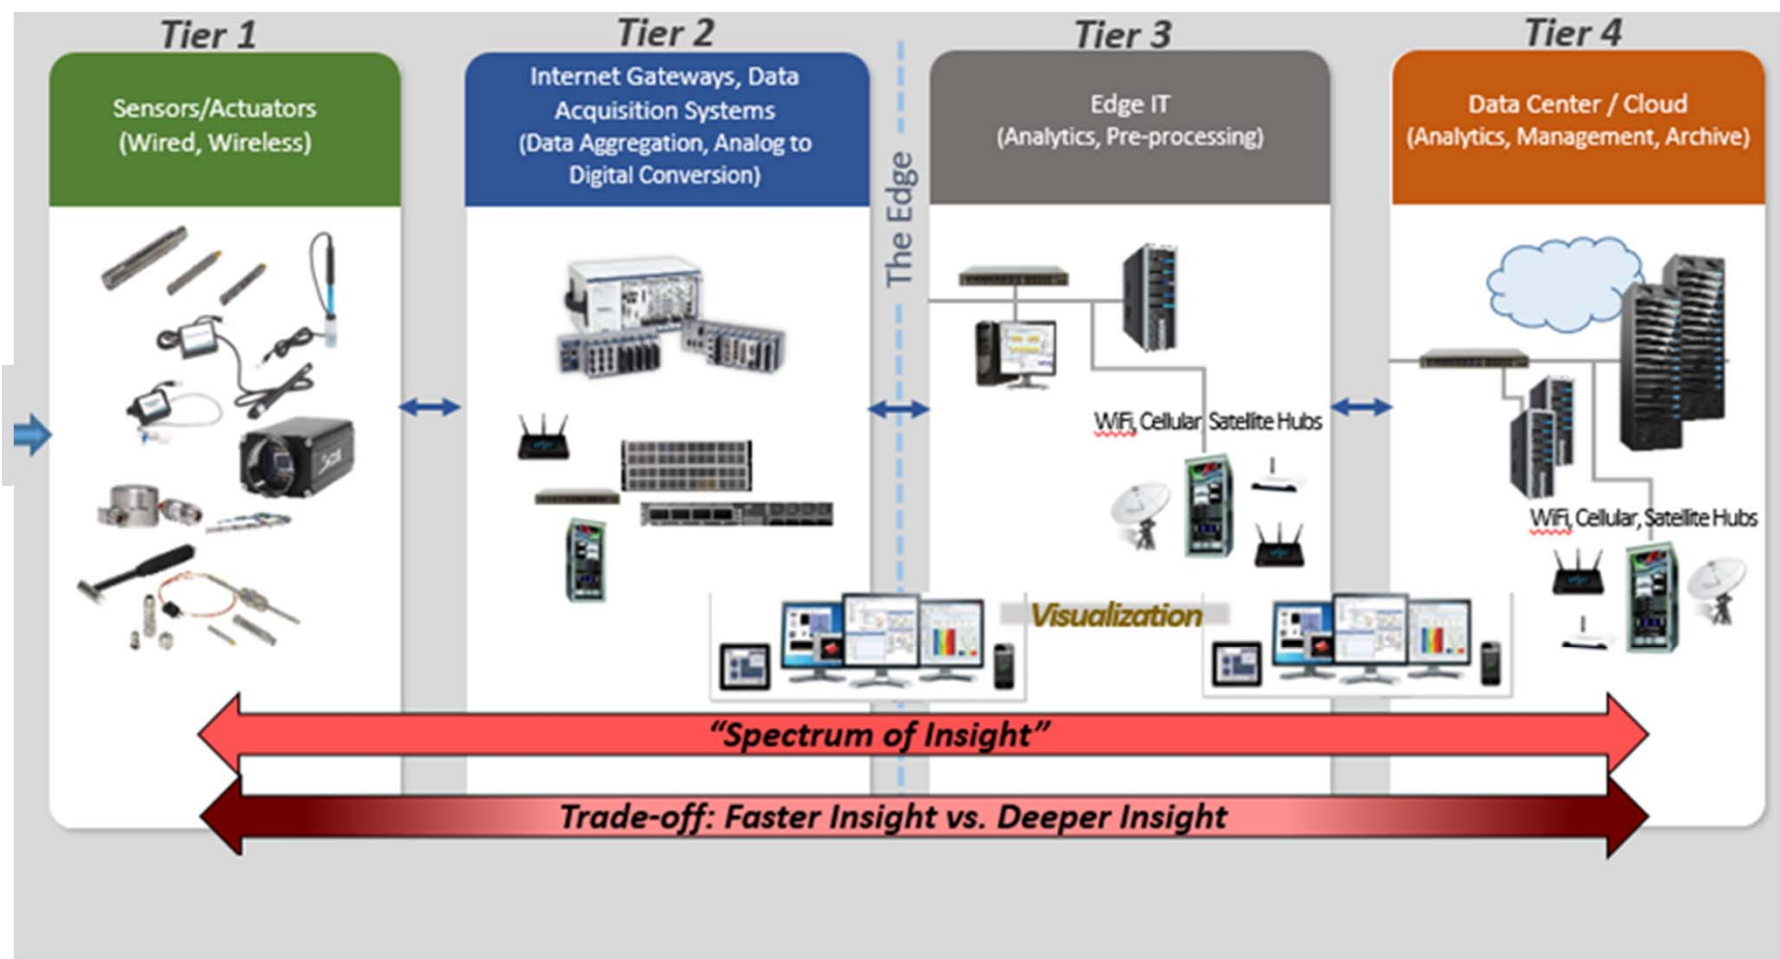 Tier 1
Tier 2
Tier 3
Tier 4
Sensors/Actuators
(Wired, Wireless)
Internet Gateways, Data
Acquisition Systems
(Data Aggregation, Analog to
Digital Conversion)
The Edge
Edge IT
(Analytics, Pre-processing)
Data Center / Cloud
(Analytics, Management, Archive)
WiFi, Cellular, Satellite Hubs
WiFi, Cellular, Satellite Hubs
Visualization
“Spectrum of Insight”
Trade-off: Faster Insight vs. Deeper Insight